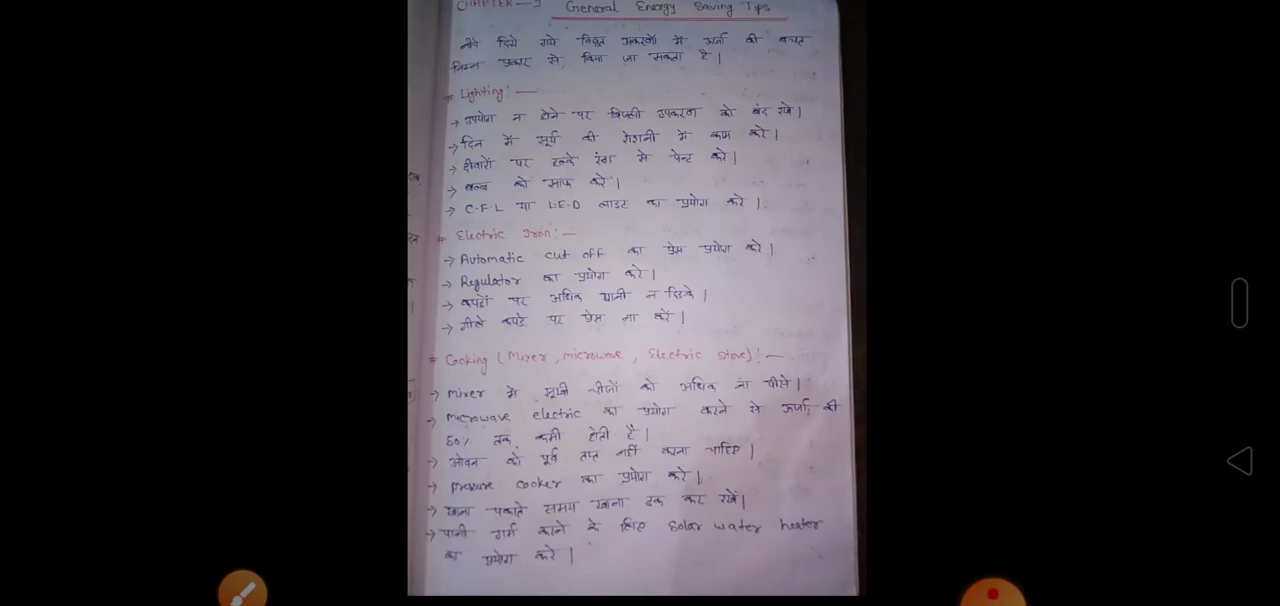 CHAPTER - 9 General Energy Saving Tips
नीचे दिये गये विद्युत उपकरणों में ऊर्जा की बचत
निम्न प्रकार से किया जा सकता है |
* Lighting :-
→ उपयोग न होने पर बिजली उपकरण को बंद रखे |
→ दिन में सूर्य की रोशनी में काम करे |
→ दीवारों पर हल्के रंग से पेन्ट करे |
→ बल्ब को साफ करे |
→ C.F.L या L.E.D लाइट का प्रयोग करे |
* Electric Iron :-
→ Automatic cut off का प्रेस प्रयोग करे |
→ Regulator का प्रयोग करे |
→ कपड़ों पर अधिक पानी न छिड़के |
→ गीले कपड़े पर प्रेस ना करें |
* Cooking (Mixer, microwave, Electric Stove) :-
→ mixer में सूखी चीजों को अधिक ना पीसे |
→ microwave electric का प्रयोग करने से ऊर्जा की
50% तक कमी होती है |
→ ओवन को पूर्व तप्त नहीं करना चाहिए |
→ pressure cooker का प्रयोग करे |
→ खाना पकाते समय खाना ढक कर रखें |
→ पानी गर्म करने के लिए Solar water heater
का प्रयोग करे |